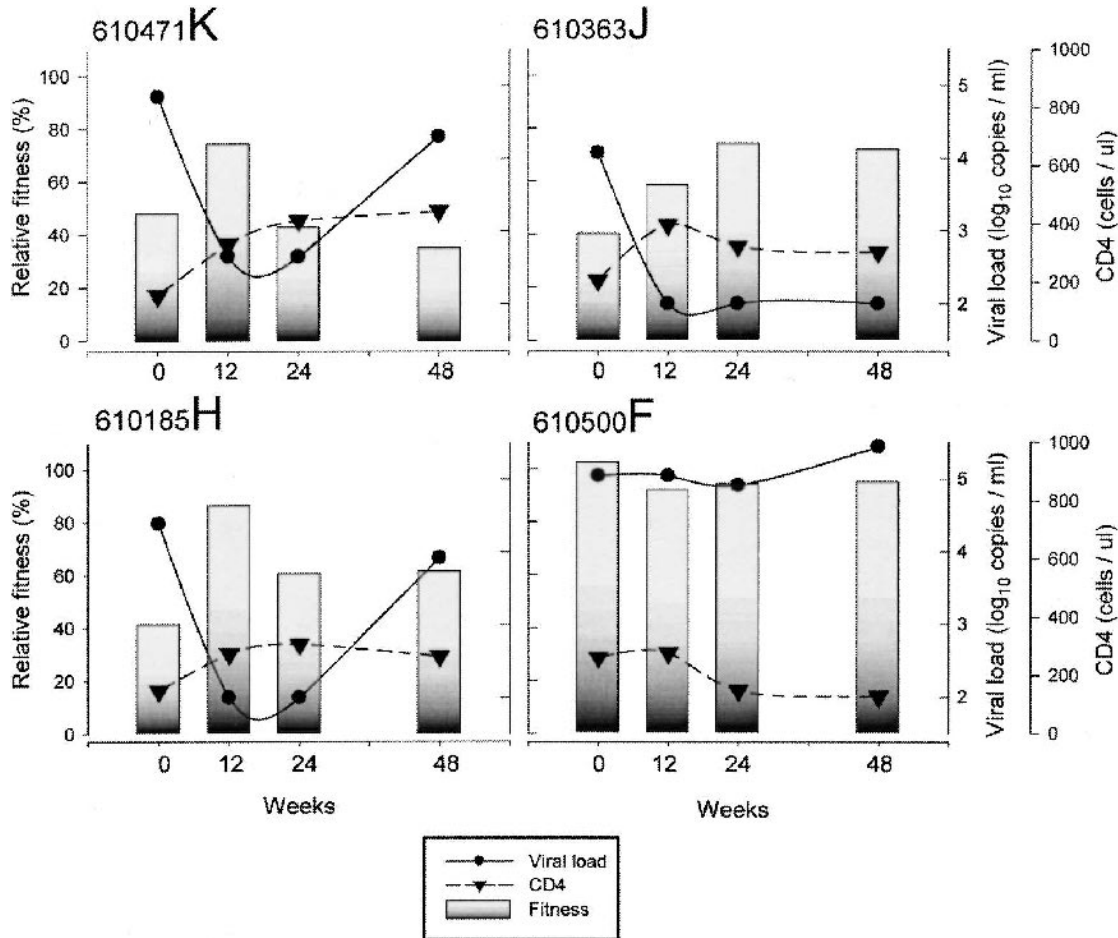 610471K
610363J
Relative fitness (%)
100
80
60
40
20
0
0 12 24 48
0 12 24 48
5
4
3
2
Viral load (log10 copies / ml)
1000
800
600
400
200
0
CD4 (cells / ul)
610185H
610500F
Relative fitness (%)
100
80
60
40
20
0
0 12 24 48
Weeks
0 12 24 48
Weeks
5
4
3
2
Viral load (log10 copies / ml)
1000
800
600
400
200
0
CD4 (cells / ul)
Viral load
CD4
Fitness